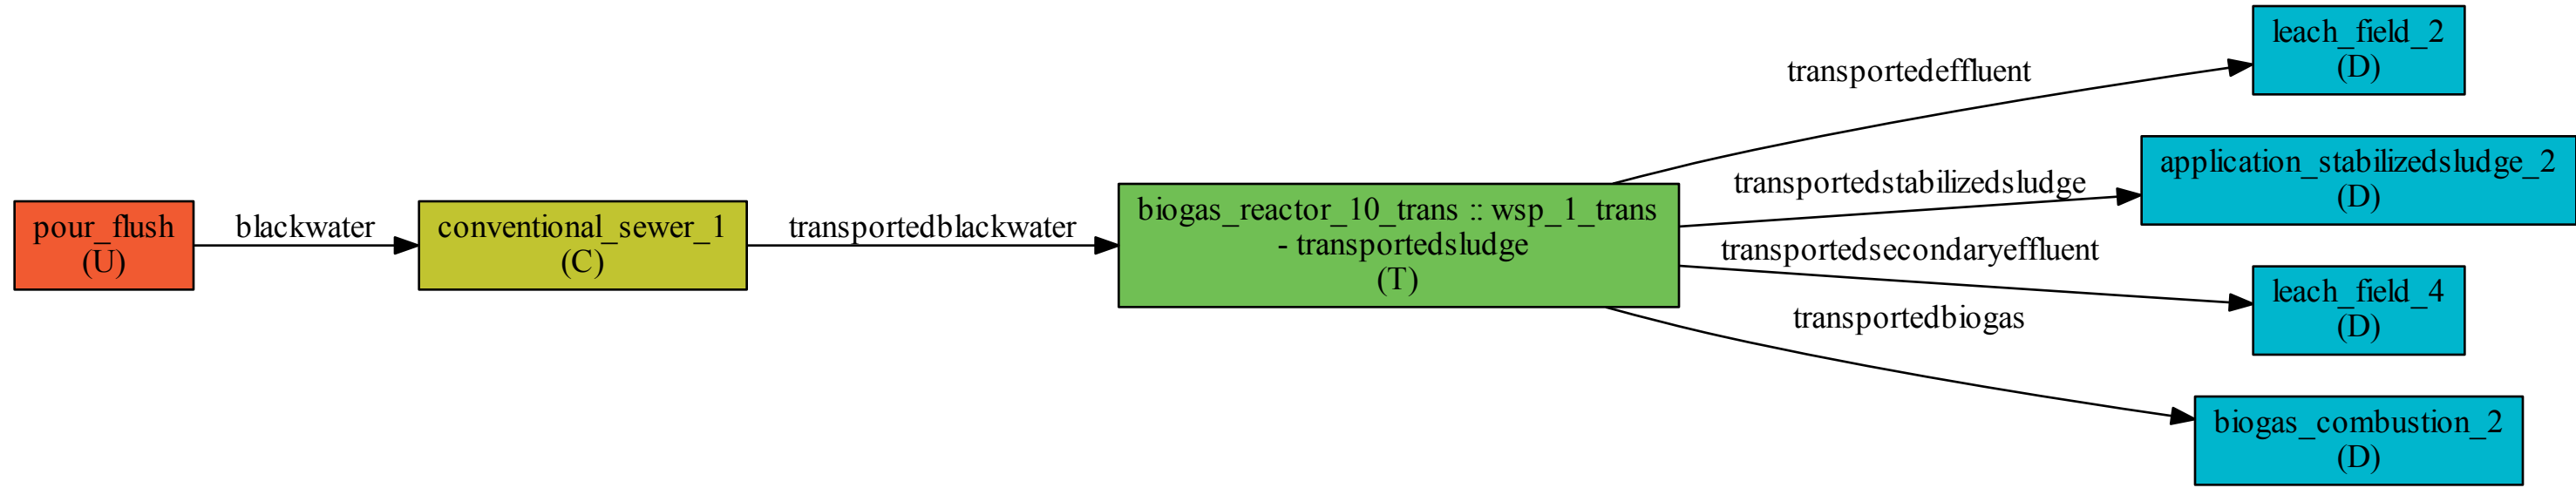 pour_flush
(U)
blackwater
conventional_sewer_1
(C)
transportedblackwater
biogas_reactor_10_trans :: wsp_1_trans
- transportedsludge
(T)
transportedeffluent
transportedstabilizedsludge
transportedsecondaryeffluent
transportedbiogas
leach_field_2
(D)
application_stabilizedsludge_2
(D)
leach_field_4
(D)
biogas_combustion_2
(D)